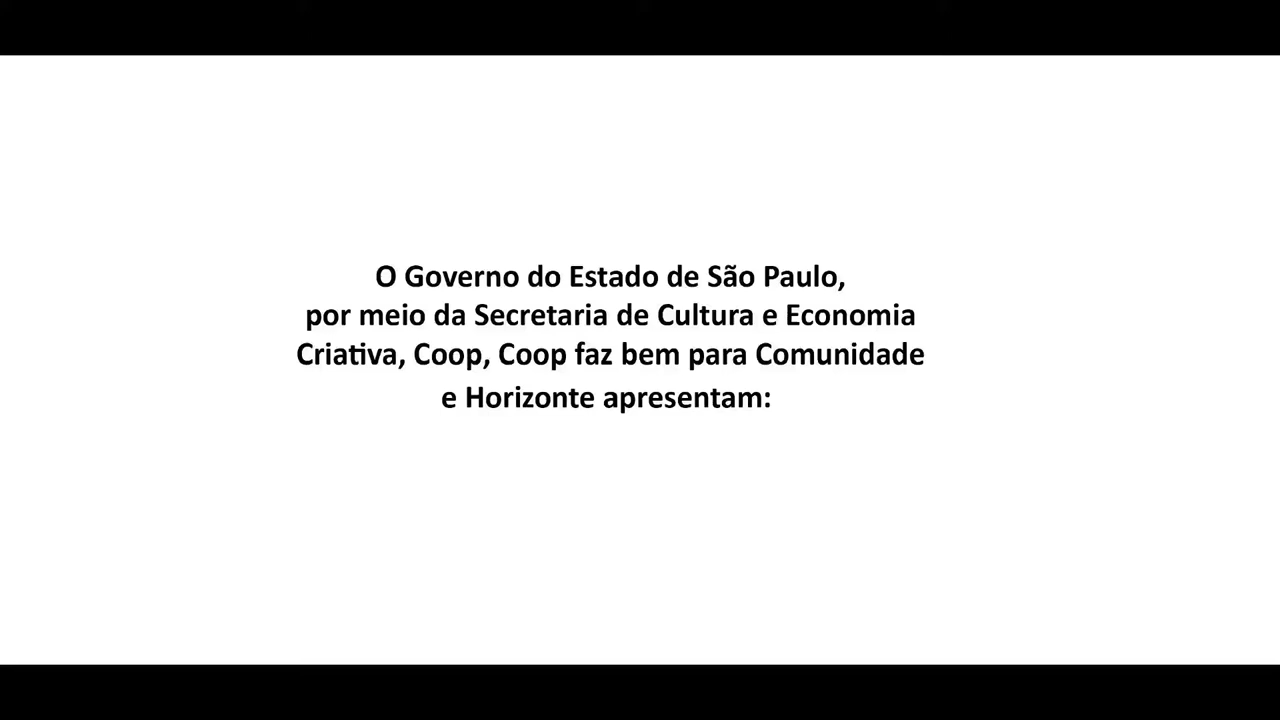 O Governo do Estado de São Paulo,
por meio da Secretaria de Cultura e Economia
Criativa, Coop, Coop faz bem para Comunidade
e Horizonte apresentam: